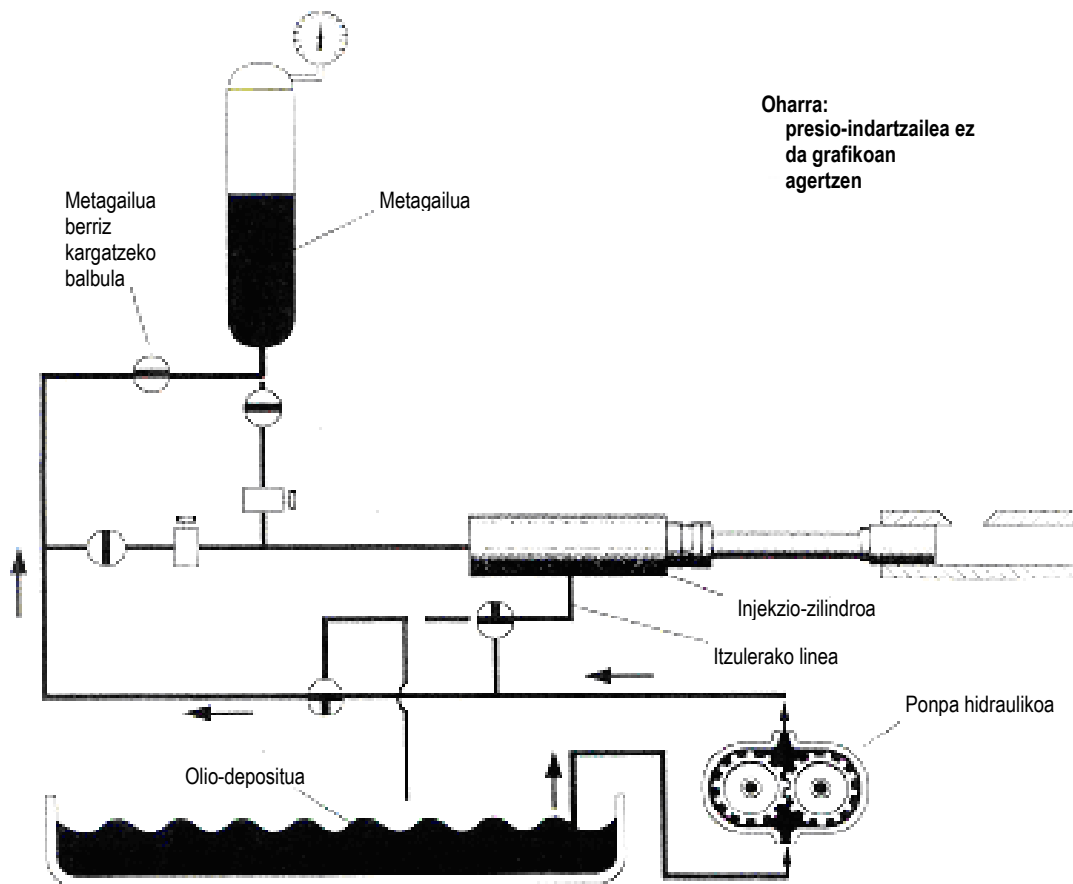 Oharra:
presio-indartzailea ez
da grafikoan
agertzen
Metagailua
berriz
kargatzeko
balbula
Metagailua
Injekzio-zilindroa
Itzulerako linea
Ponpa hidraulikoa
Olio-depositua